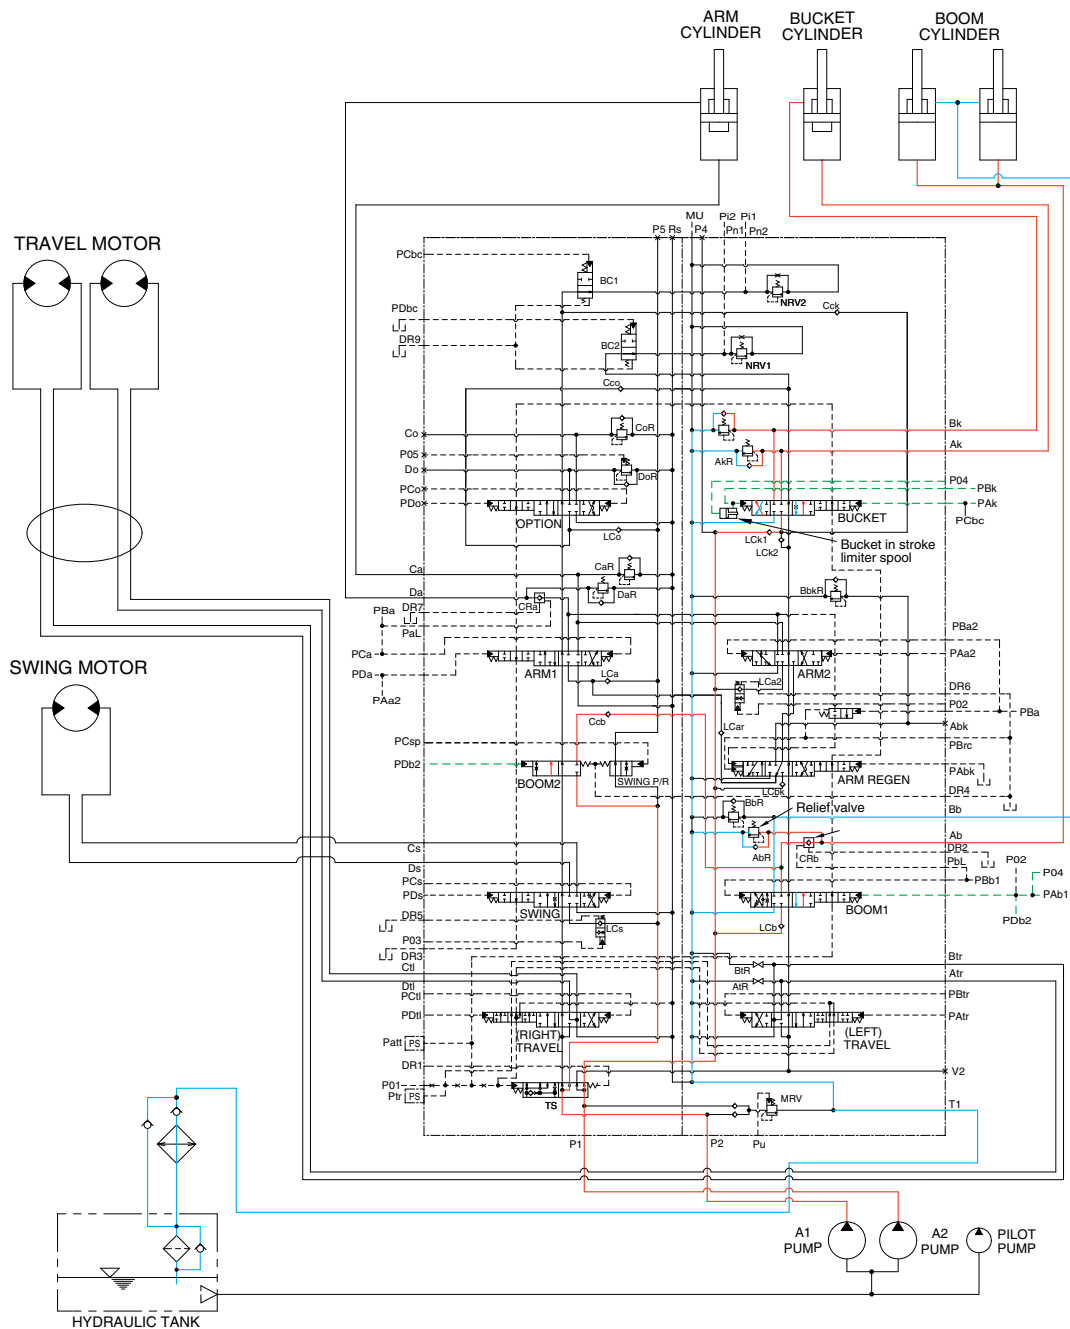 ARM
CYLINDER
BUCKET
CYLINDER
BOOM
CYLINDER
TRAVEL MOTOR
P5 Rs
MU
P4
Pi2
Pn1
Pi1
Pn2
PCbc
BC1
NRV2
Cck
PDbc
DR9
BC2
NRV1
Cco
Co
CoR
Bk
P05
AkR
Ak
Do
DoR
P04
PCo
PBk
PDo
PAk
OPTION
BUCKET
PCbc
LCo
LCk1
LCk2
Bucket in stroke
limiter spool
Ca
CaR
Da
DaR
BbkR
CRa
PBa
DR7
PaL
PBa2
PCa
PAa2
PDa
ARM1
ARM2
PAa2
LCa
LCa2
DR6
P02
PBa
Ccb
LCar
Abk
PCsp
PBrc
PDb2
PAbk
BOOM2
SWING P/R
ARM REGEN
LCbk
DR4
BbR
Relief valve
Bb
SWING MOTOR
AbR
CRb
Ab
Cs
DR2
Ds
PbL
P02
PCs
PBb1
P04
PDs
PAb1
SWING
BOOM1
PDb2
DR5
LCs
LCb
P03
DR3
Ctl
BtR
Btr
Dtl
AtR
Atr
PCtl
PBtr
PDtl
PAtr
(RIGHT)
TRAVEL
(LEFT)
TRAVEL
Patt PS
DR1
P01
V2
Ptr PS
TS
MRV
T1
P1
P2
Pu
A1
PUMP
A2
PUMP
PILOT
PUMP
HYDRAULIC TANK